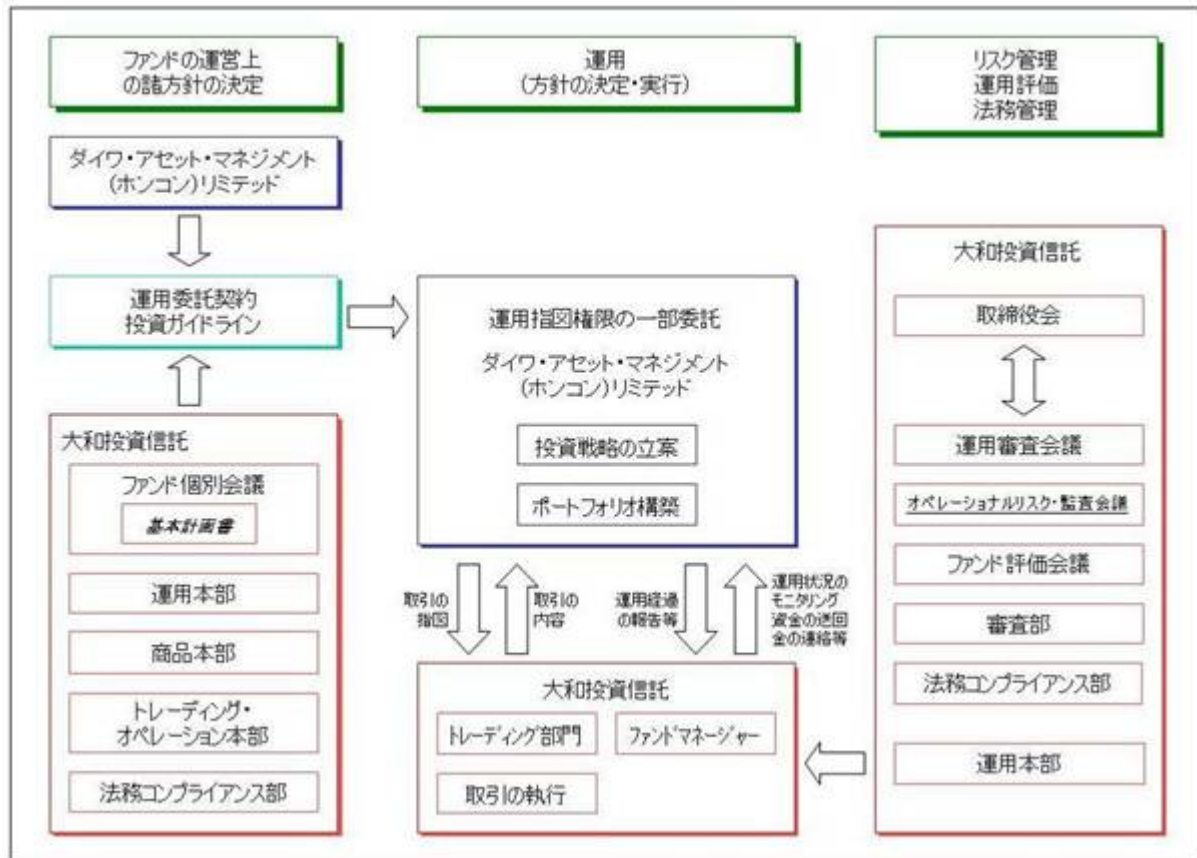 ファンドの運営上
の諸方針の決定
運用
(方針の決定・実行)
リスク管理
運用評価
法務管理
ダイワ・アセット・マネジメント
(ホンコン)リミテッド
運用委託契約
投資ガイドライン
大和投資信託
ファンド個別会議
基本計画書
運用本部
商品本部
トレーディング・
オペレーション本部
法務コンプライアンス部
運用指図権限の一部委託
ダイワ・アセット・マネジメント
(ホンコン)リミテッド
投資戦略の立案
ポートフォリオ構築
取引の
指図
取引の
内容
運用経過
の報告等
運用状況の
モニタリング
資金の送回
金の連絡等
大和投資信託
トレーディング部門
ファンドマネージャー
取引の執行
大和投資信託
取締役会
運用審査会議
オペレーショナルリスク・監査会議
ファンド評価会議
審査部
法務コンプライアンス部
運用本部